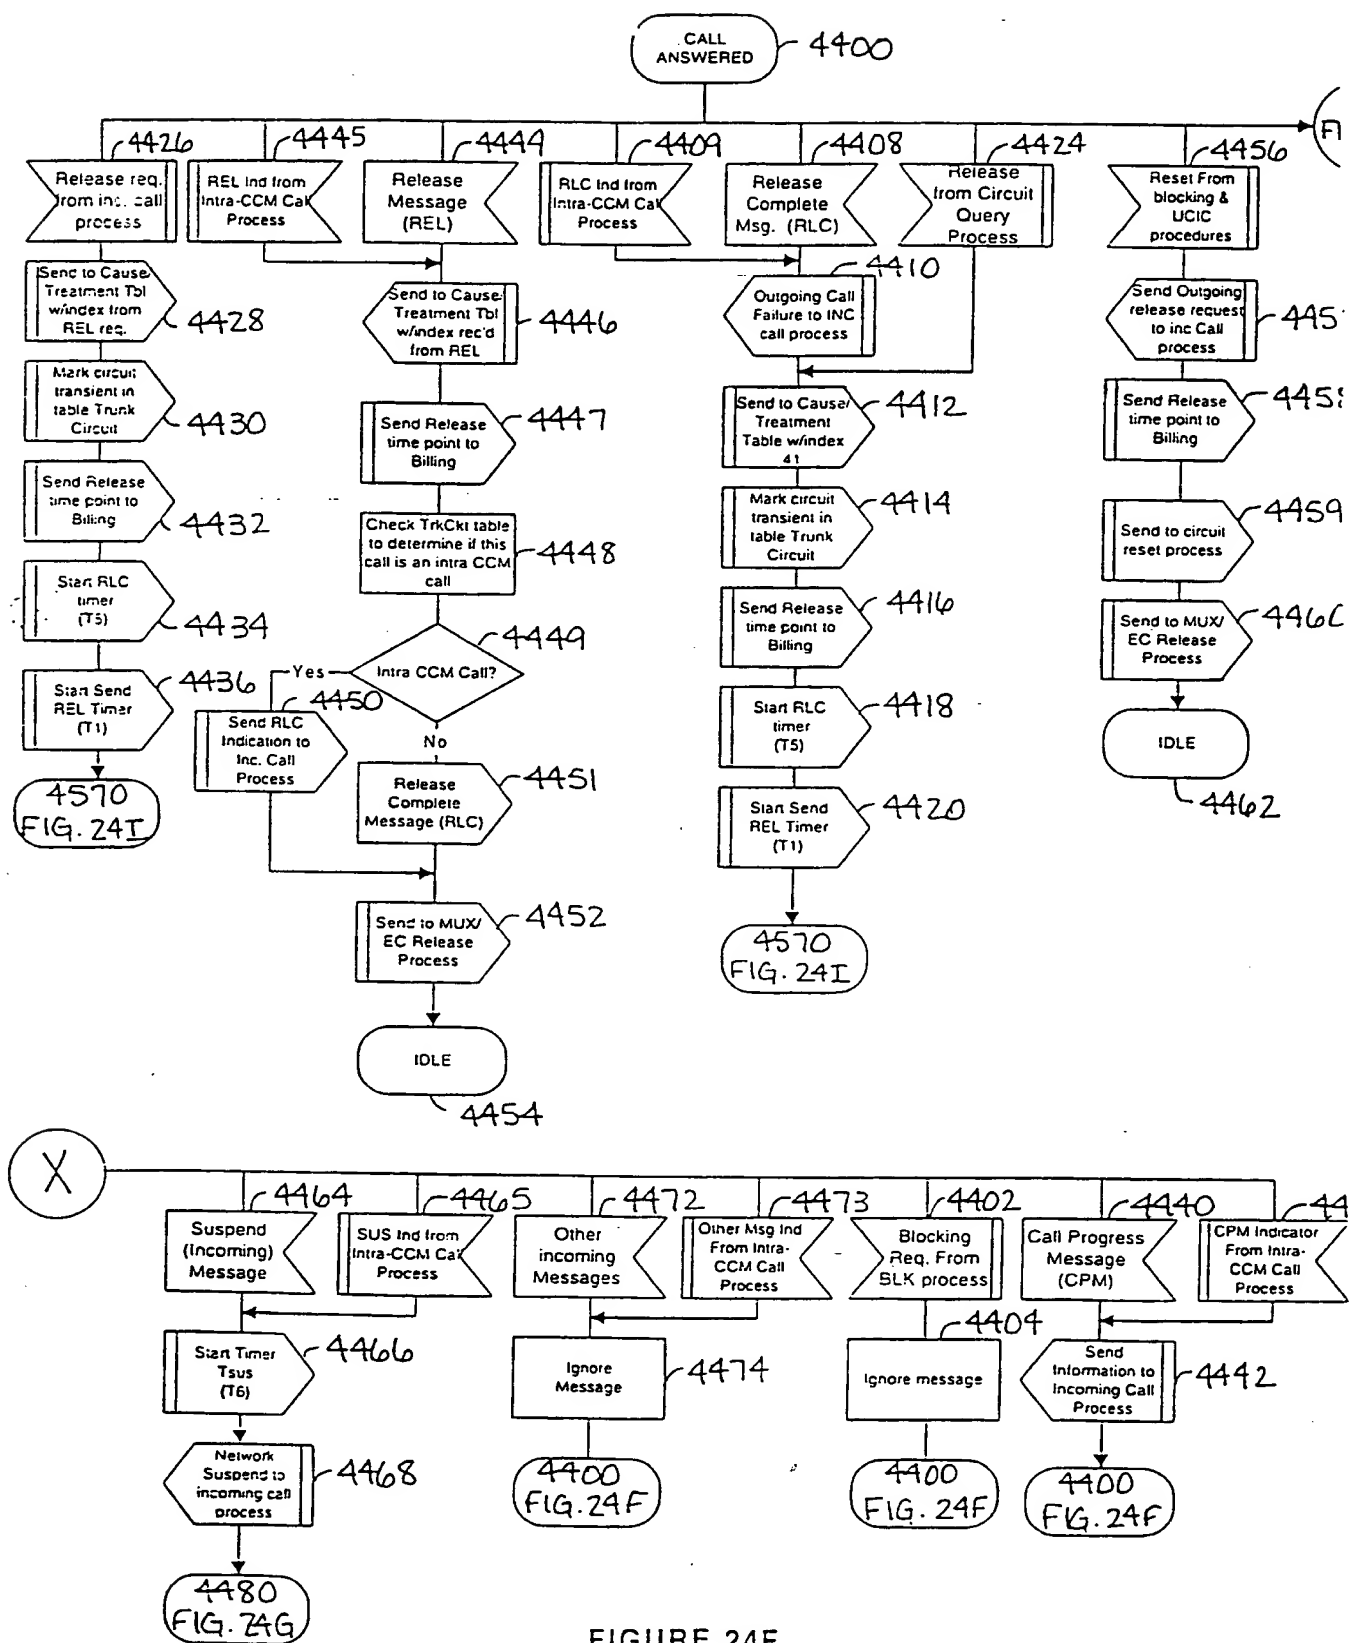 CALL
ANSWERED
4400
4426
4445
4444
4409
4408
4424
4456
Release req.
from inc. call
process
REL Ind from
Intra-CCM Call
Process
Release
Message
(REL)
RLC Ind from
Intra-CCM Call
Process
Release
Complete
Msg. (RLC)
Release
from Circuit
Query
Process
Reset From
blocking &
UCIC
procedures
Send to Cause/
Treatment Tbl
w/index from
REL req.
4428
Mark circuit
transient in
table Trunk
Circuit
4430
Send Release
time point to
Billing
4432
Start RLC
timer
(T5)
4434
Start Send
REL Timer
(T1)
4436
4570
FIG. 24I
Send to Cause/
Treatment Tbl
w/index rec'd
from REL
4446
Send Release
time point to
Billing
4447
Check TrkCkt table
to determine if this
call is an intra CCM
call
4448
Intra CCM Call?
4449
Yes
4450
Send RLC
Indication to
Inc. Call
Process
No
Release
Complete
Message (RLC)
4451
Send to MUX/
EC Release
Process
4452
IDLE
4454
4410
Outgoing Call
Failure to INC
call process
Send to Cause/
Treatment
Table w/index
41
4412
Mark circuit
transient in
table Trunk
Circuit
4414
Send Release
time point to
Billing
4416
Start RLC
timer
(T5)
4418
Start Send
REL Timer
(T1)
4420
4570
FIG. 24I
Send Outgoing
release request
to inc Call
process
445
Send Release
time point to
Billing
445
Send to circuit
reset process
4459
Send to MUX/
EC Release
Process
446
IDLE
4462
X
4464
4465
4472
4473
4402
4440
44
Suspend
(Incoming)
Message
SUS Ind from
Intra-CCM Call
Process
Other
incoming
Messages
Other Msg Ind
From Intra-
CCM Call
Process
Blocking
Req. From
BLK process
Call Progress
Message
(CPM)
CPM Indicator
From Intra-
CCM Call
Process
Start Timer
Tsus
(T6)
4466
Network
Suspend to
incoming call
process
4468
4480
FIG. 24G
Ignore
Message
4474
4400
FIG. 24F
4404
Ignore message
4400
FIG. 24F
Send
Information to
Incoming Call
Process
4442
4400
FIG. 24F